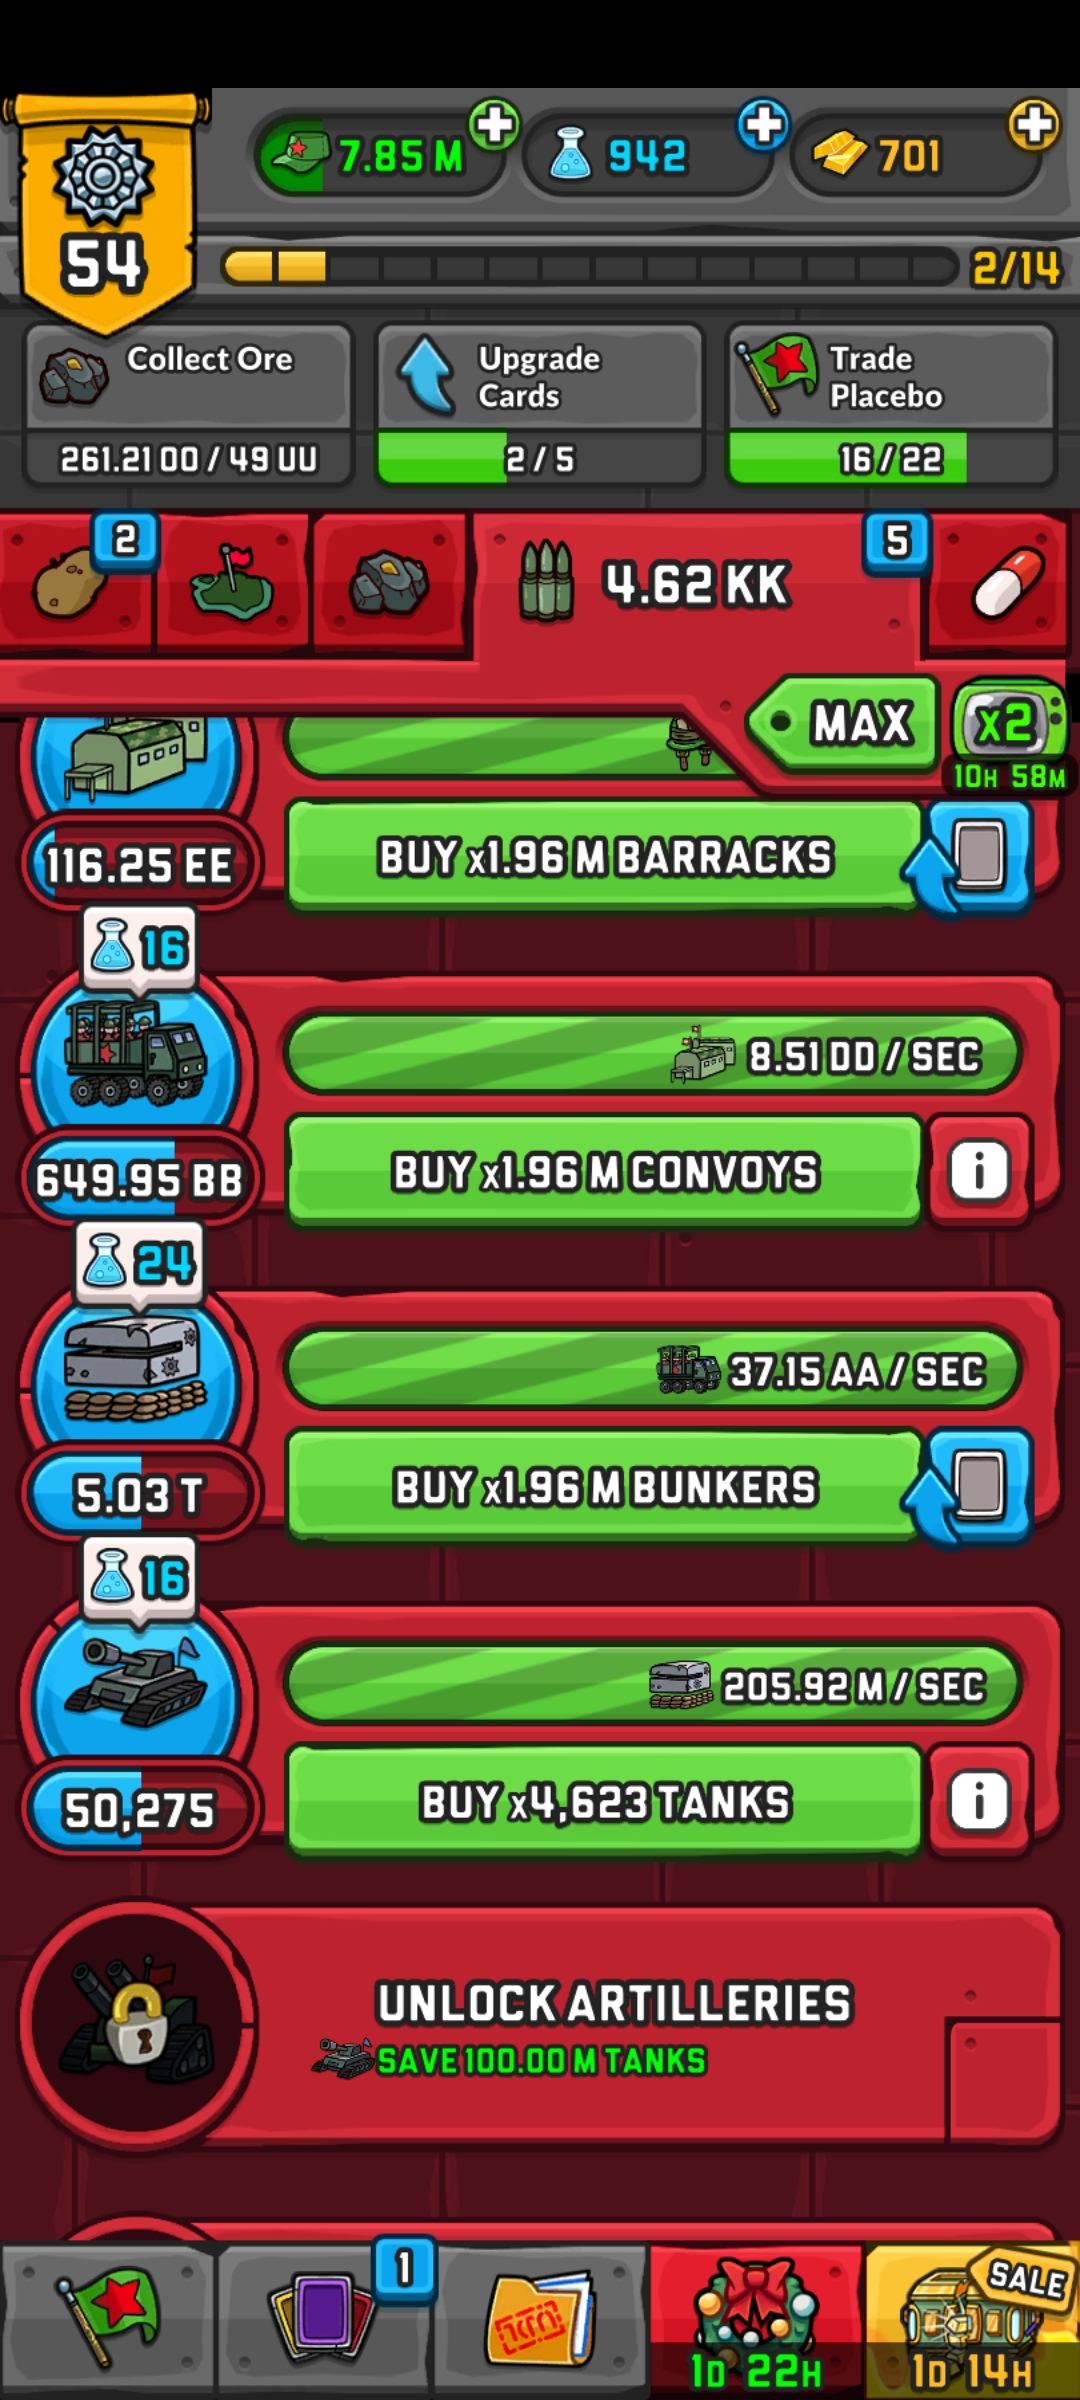 7.85 M
942
701
54
2/14
Collect Ore
261.21 OO / 49 UU
Upgrade
Cards
2 / 5
Trade
Placebo
16 / 22
2
4.62 KK
5
MAX
X2
10H 58M
116.25 EE
BUY x1.96 M BARRACKS
16
8.51 DD / SEC
649.95 BB
BUY x1.96 M CONVOYS
24
37.15 AA / SEC
5.03 T
BUY x1.96 M BUNKERS
16
205.92 M / SEC
50,275
BUY x4,623 TANKS
UNLOCK ARTILLERIES
SAVE 100.00 M TANKS
1
SALE
1D 22H
1D 14H